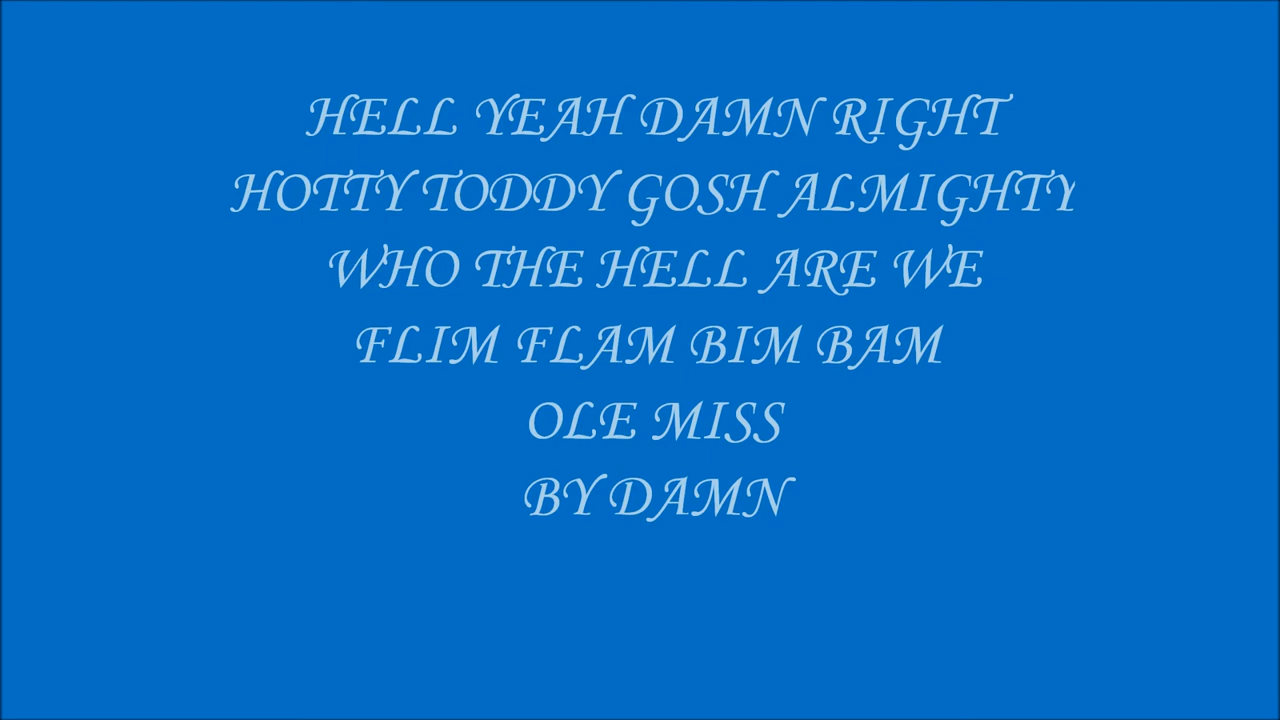 HELL YEAH DAMN RIGHT
HOTTY TODDY GOSH ALMIGHTY
WHO THE HELL ARE WE
FLIM FLAM BIM BAM
OLE MISS
BY DAMN